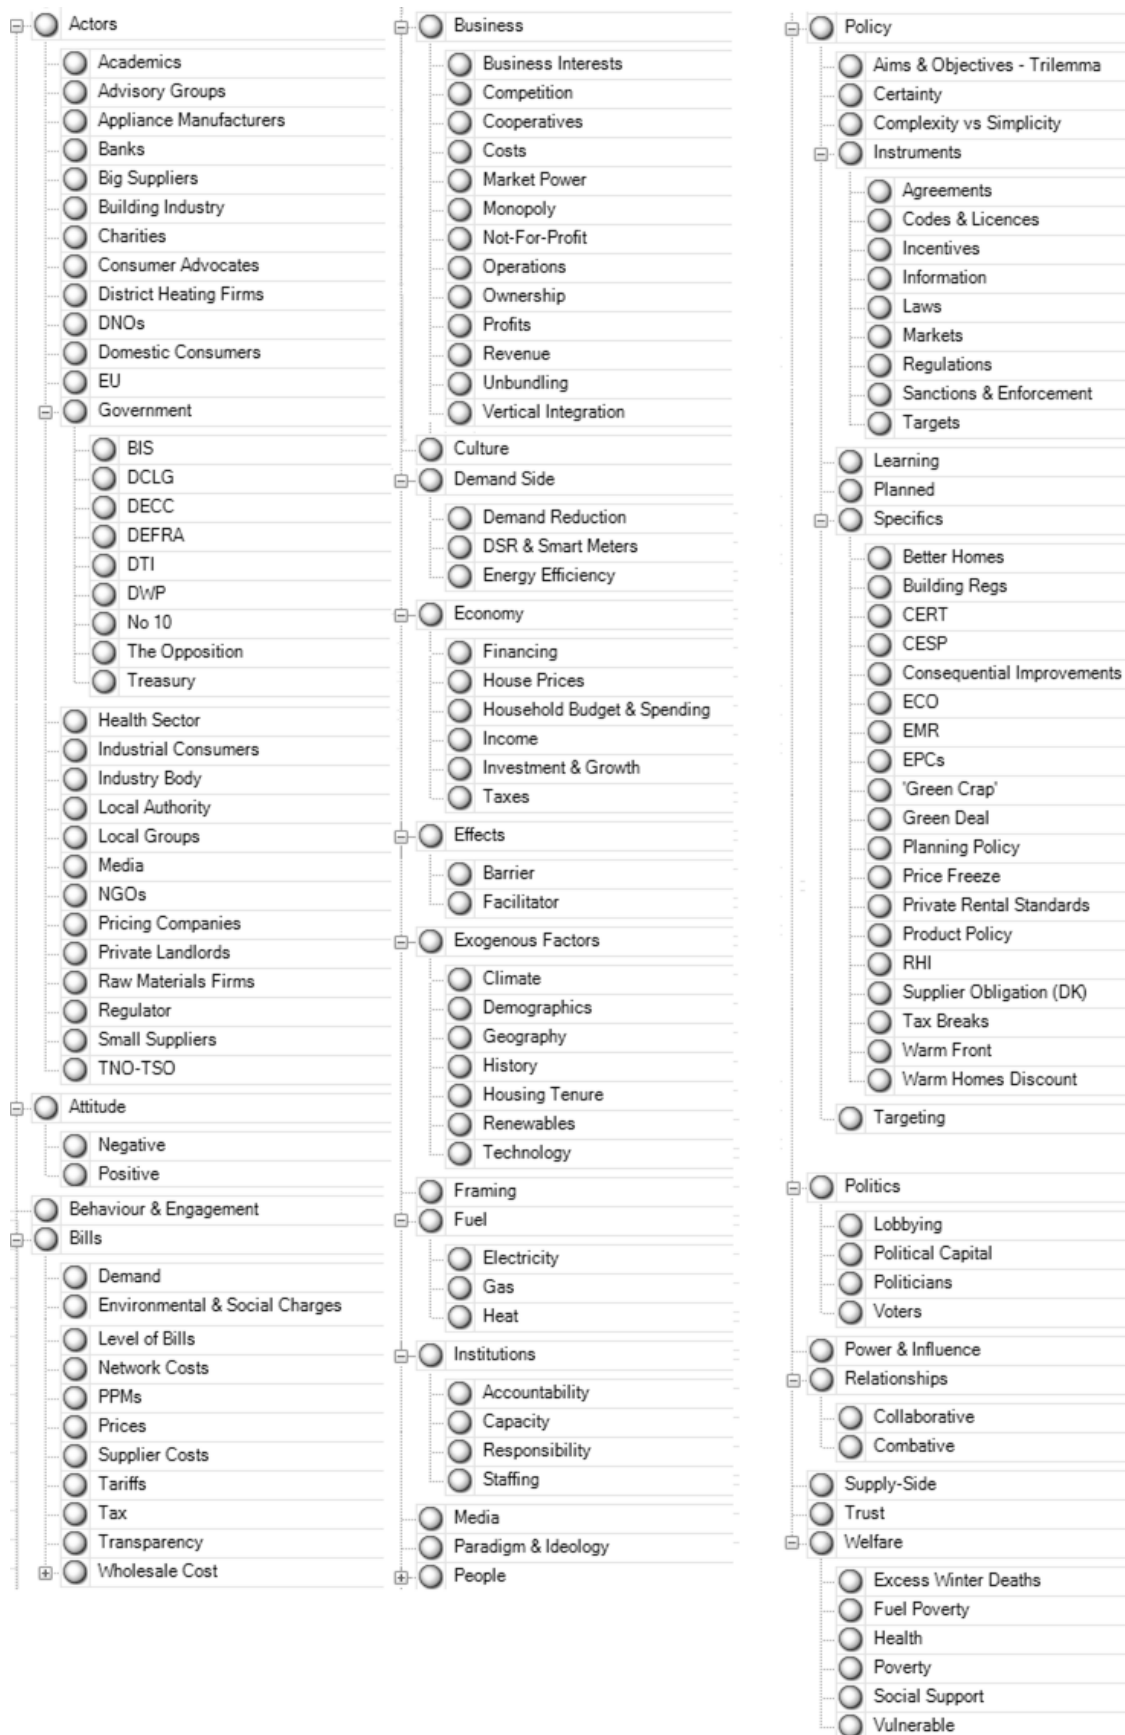 Actors
Academics
Advisory Groups
Appliance Manufacturers
Banks
Big Suppliers
Building Industry
Charities
Consumer Advocates
District Heating Firms
DNOs
Domestic Consumers
EU
Government
BIS
DCLG
DECC
DEFRA
DTI
DWP
No 10
The Opposition
Treasury
Health Sector
Industrial Consumers
Industry Body
Local Authority
Local Groups
Media
NGOs
Pricing Companies
Private Landlords
Raw Materials Firms
Regulator
Small Suppliers
TNO-TSO
Attitude
Negative
Positive
Behaviour & Engagement
Bills
Demand
Environmental & Social Charges
Level of Bills
Network Costs
PPMs
Prices
Supplier Costs
Tariffs
Tax
Transparency
Wholesale Cost
Business
Business Interests
Competition
Cooperatives
Costs
Market Power
Monopoly
Not-For-Profit
Operations
Ownership
Profits
Revenue
Unbundling
Vertical Integration
Culture
Demand Side
Demand Reduction
DSR & Smart Meters
Energy Efficiency
Economy
Financing
House Prices
Household Budget & Spending
Income
Investment & Growth
Taxes
Effects
Barrier
Facilitator
Exogenous Factors
Climate
Demographics
Geography
History
Housing Tenure
Renewables
Technology
Framing
Fuel
Electricity
Gas
Heat
Institutions
Accountability
Capacity
Responsibility
Staffing
Media
Paradigm & Ideology
People
Policy
Aims & Objectives - Trilemma
Certainty
Complexity vs Simplicity
Instruments
Agreements
Codes & Licences
Incentives
Information
Laws
Markets
Regulations
Sanctions & Enforcement
Targets
Learning
Planned
Specifics
Better Homes
Building Regs
CERT
CESP
Consequential Improvements
ECO
EMR
EPCs
'Green Crap'
Green Deal
Planning Policy
Price Freeze
Private Rental Standards
Product Policy
RHI
Supplier Obligation (DK)
Tax Breaks
Warm Front
Warm Homes Discount
Targeting
Politics
Lobbying
Political Capital
Politicians
Voters
Power & Influence
Relationships
Collaborative
Combative
Supply-Side
Trust
Welfare
Excess Winter Deaths
Fuel Poverty
Health
Poverty
Social Support
Vulnerable